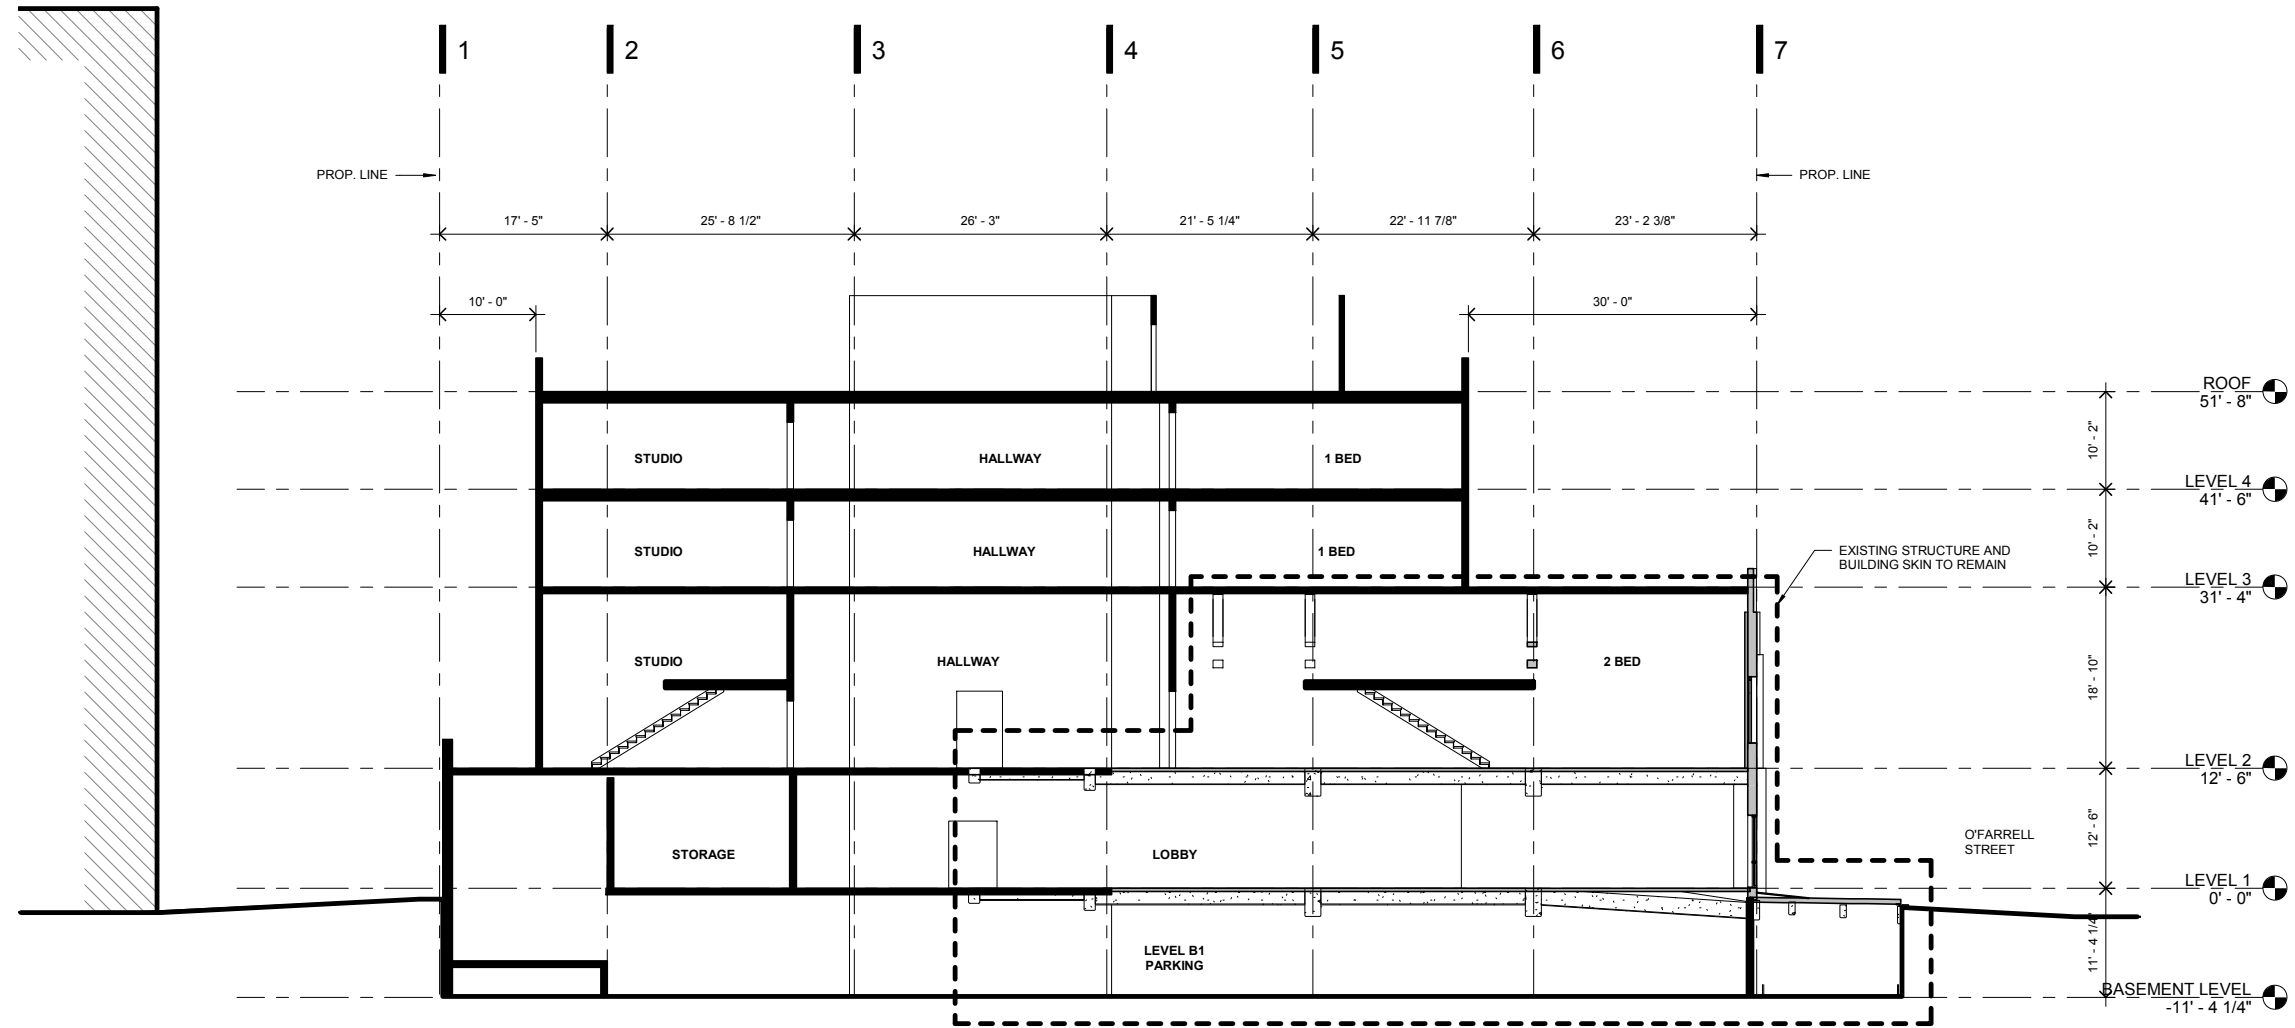 1
2
3
4
5
6
7
PROP. LINE
PROP. LINE
17' - 5"
25' - 8 1/2"
26' - 3"
21' - 5 1/4"
22' - 11 7/8"
23' - 2 3/8"
10' - 0"
30' - 0"
ROOF
51' - 8"
10' - 2"
STUDIO
HALLWAY
1 BED
LEVEL 4
41' - 6"
10' - 2"
STUDIO
HALLWAY
1 BED
EXISTING STRUCTURE AND
BUILDING SKIN TO REMAIN
LEVEL 3
31' - 4"
18' - 10"
STUDIO
HALLWAY
2 BED
LEVEL 2
12' - 6"
12' - 6"
O'FARRELL
STREET
STORAGE
LOBBY
LEVEL 1
0' - 0"
11' - 4 1/4"
LEVEL B1
PARKING
BASEMENT LEVEL
-11' - 4 1/4"